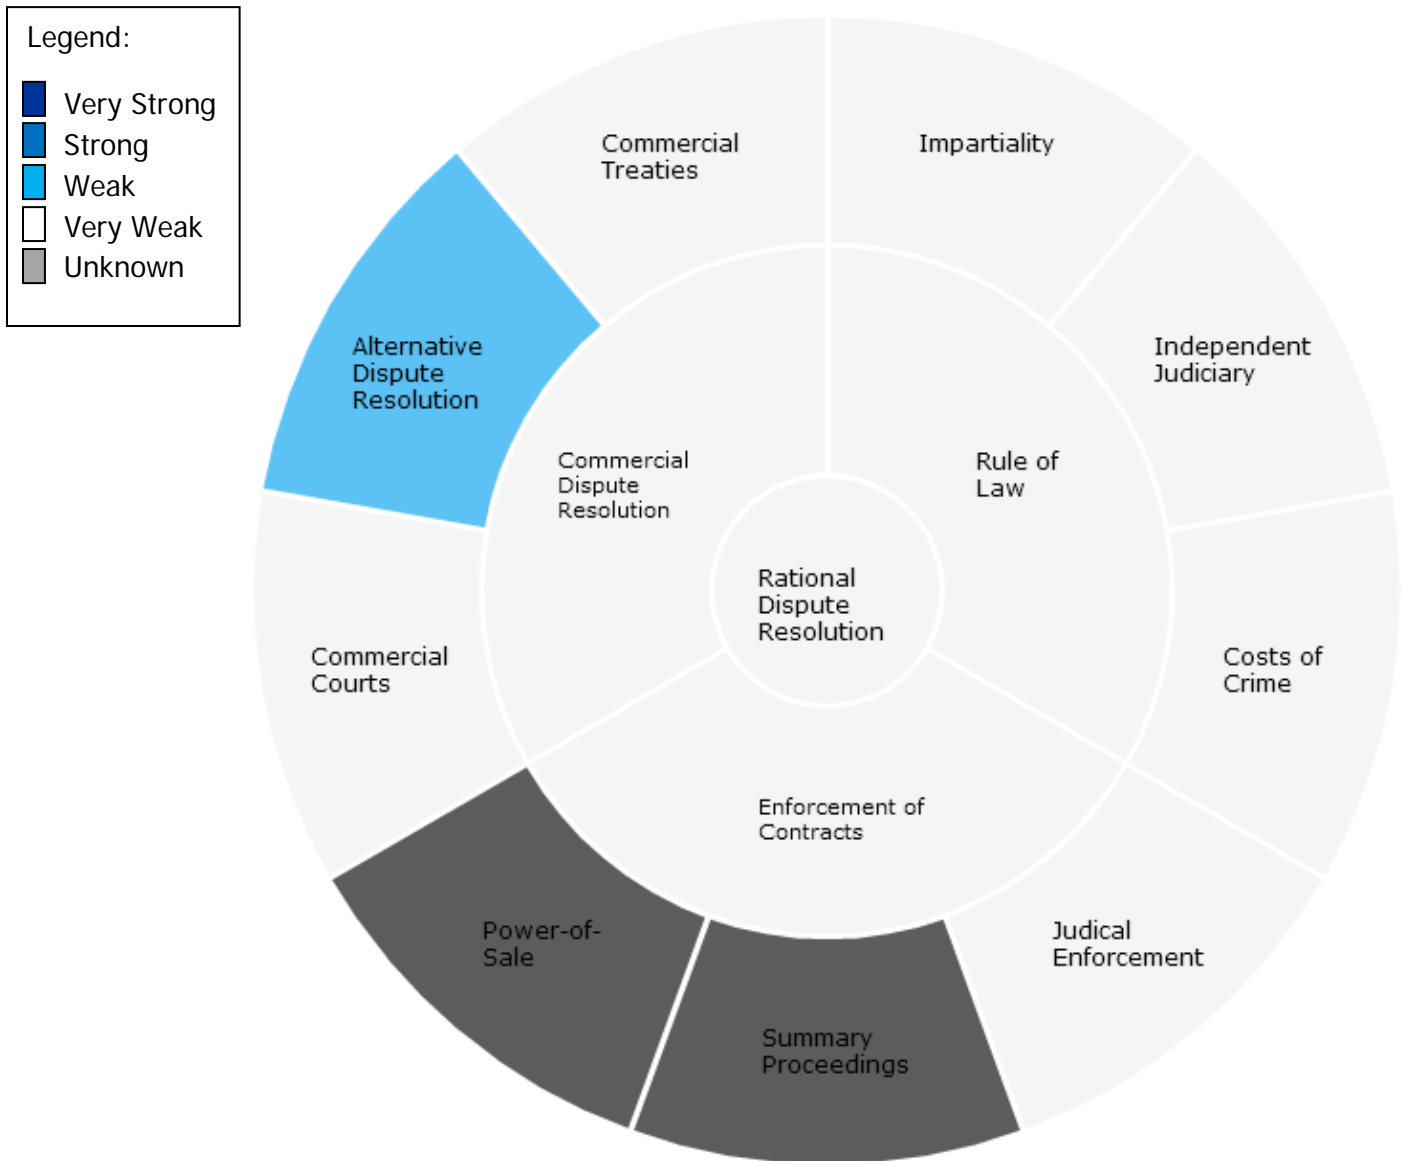 Legend:
Very Strong
Strong
Weak
Very Weak
Unknown
Commercial
Treaties
Impartiality
Alternative
Dispute
Resolution
Independent
Judiciary
Commercial
Dispute
Resolution
Rule of
Law
Rational
Dispute
Resolution
Commercial
Courts
Costs of
Crime
Enforcement of
Contracts
Power-of-
Sale
Judical
Enforcement
Summary
Proceedings